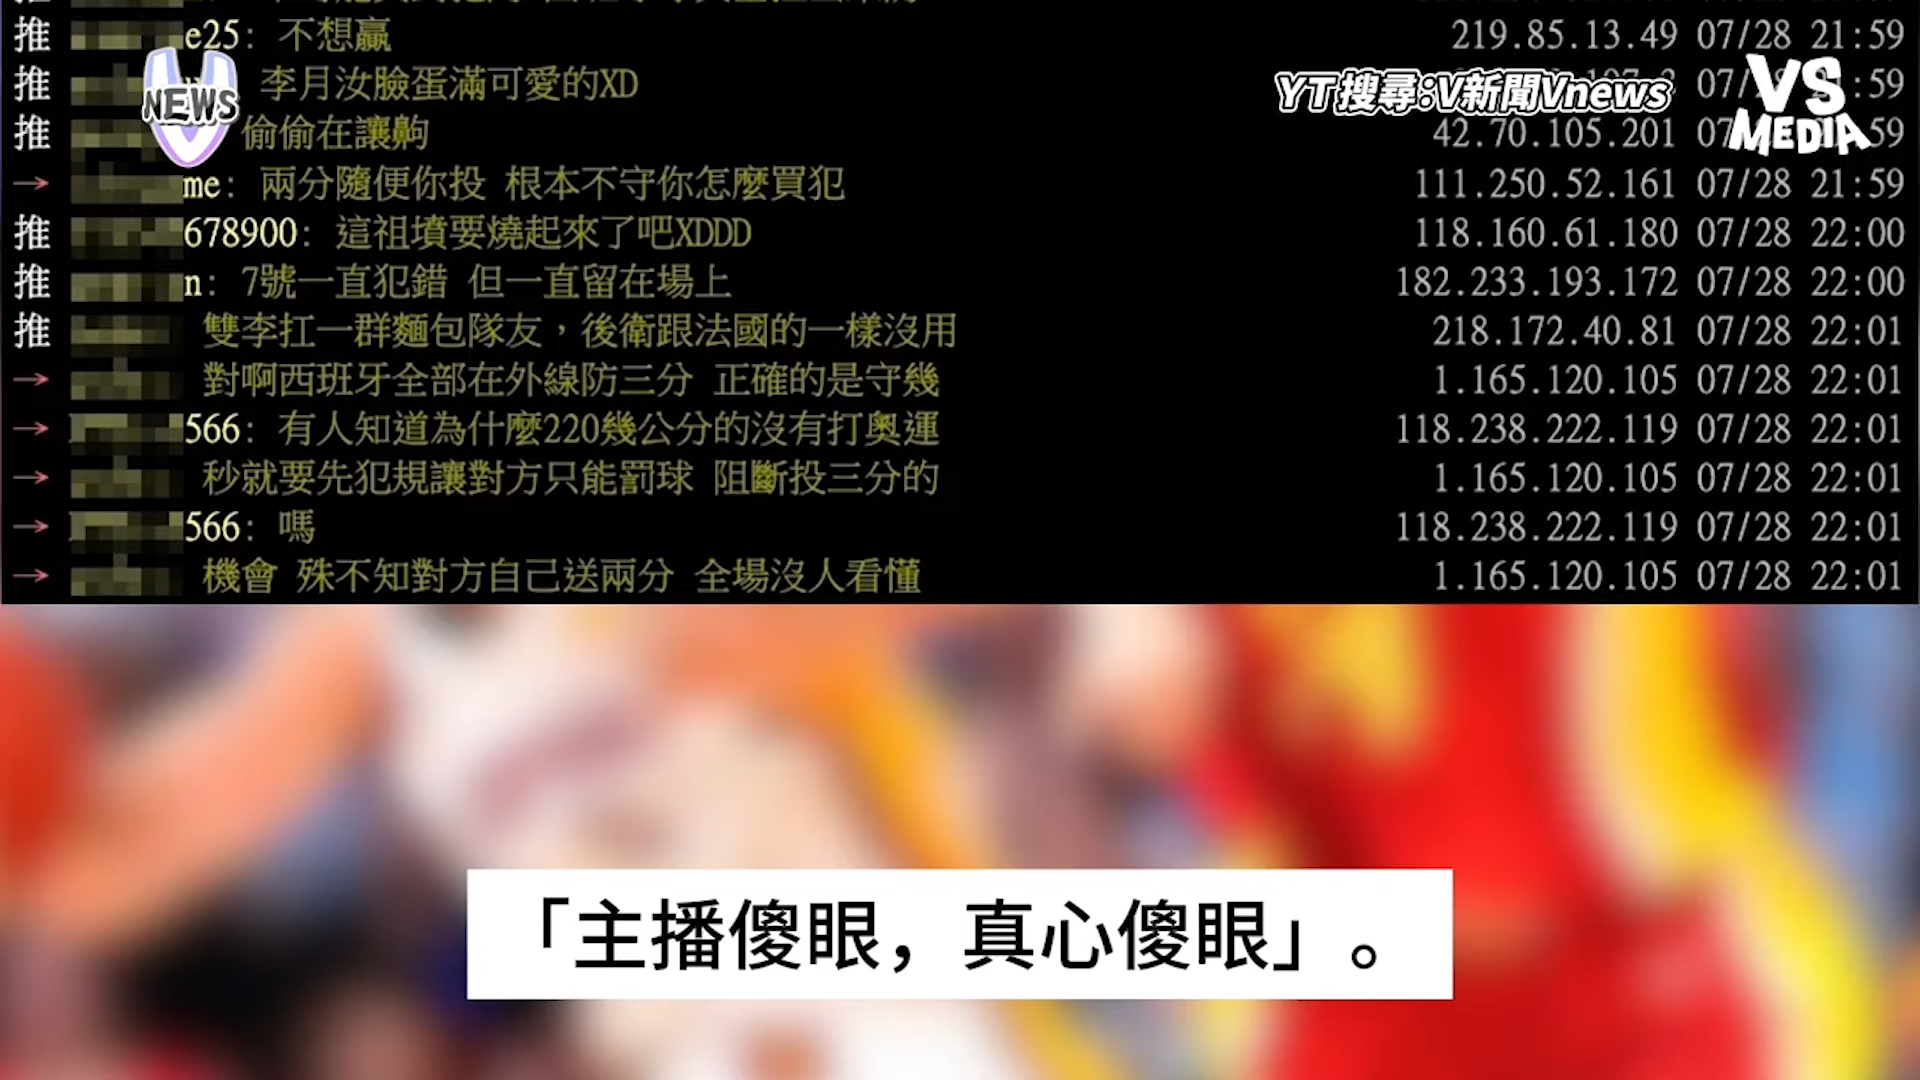 推 e25: 不想贏 219.85.13.49 07/28 21:59
推 李月汝臉蛋滿可愛的XD 07/ :59
推 偷偷在讓齁 42.70.105.201 07 59
→ me: 兩分隨便你投 根本不守你怎麼買犯 111.250.52.161 07/28 21:59
推 678900: 這祖墳要燒起來了吧XDDD 118.160.61.180 07/28 22:00
推 n: 7號一直犯錯 但一直留在場上 182.233.193.172 07/28 22:00
推 雙李扛一群麵包隊友，後衛跟法國的一樣沒用 218.172.40.81 07/28 22:01
→ 對啊西班牙全部在外線防三分 正確的是守幾 1.165.120.105 07/28 22:01
→ 566: 有人知道為什麼220幾公分的沒有打奧運 118.238.222.119 07/28 22:01
→ 秒就要先犯規讓對方只能罰球 阻斷投三分的 1.165.120.105 07/28 22:01
→ 566: 嗎 118.238.222.119 07/28 22:01
→ 機會 殊不知對方自己送兩分 全場沒人看懂 1.165.120.105 07/28 22:01
NEWS
YT搜尋:V新聞Vnews
VS
MEDIA
「主播傻眼，真心傻眼」。